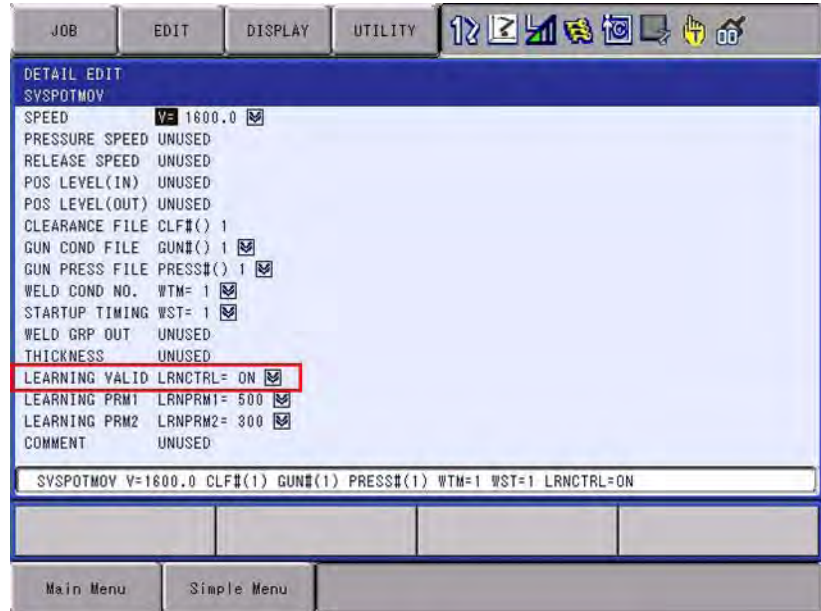 JOB EDIT DISPLAY UTILITY
DETAIL EDIT
SVSPOTMOV
SPEED V= 1600.0
PRESSURE SPEED UNUSED
RELEASE SPEED UNUSED
POS LEVEL(IN) UNUSED
POS LEVEL(OUT) UNUSED
CLEARANCE FILE CLF#() 1
GUN COND FILE GUN#() 1
GUN PRESS FILE PRESS#() 1
WELD COND NO. WTM= 1
STARTUP TIMING WST= 1
WELD GRP OUT UNUSED
THICKNESS UNUSED
LEARNING VALID LRNCTRL= ON
LEARNING PRM1 LRNPRM1= 500
LEARNING PRM2 LRNPRM2= 300
COMMENT UNUSED
SVSPOTMOV V=1600.0 CLF#(1) GUN#(1) PRESS#(1) WTM=1 WST=1 LRNCTRL=ON
Main Menu Simple Menu